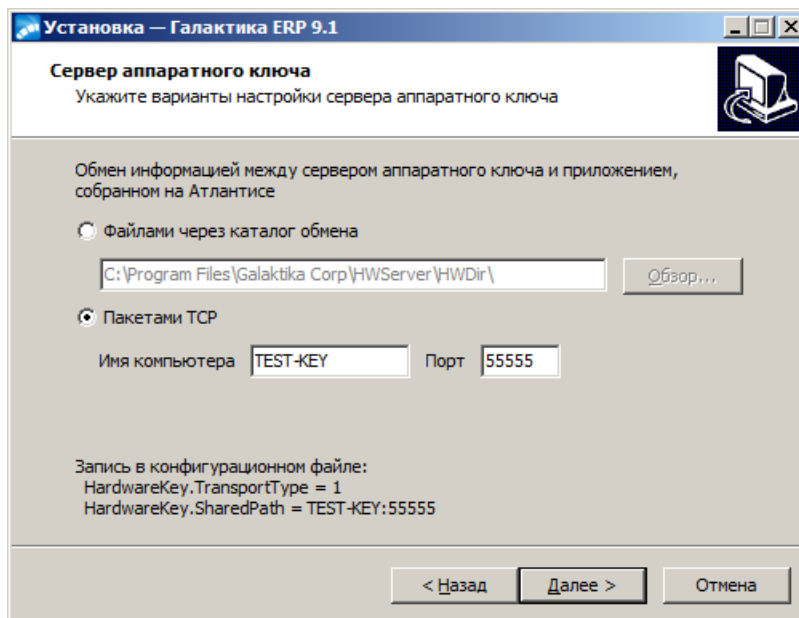 Установка — Галактика ERP 9.1
Сервер аппаратного ключа
Укажите варианты настройки сервера аппаратного ключа
Обмен информацией между сервером аппаратного ключа и приложением,
собранном на Атлантисе
Файлами через каталог обмена
C:\Program Files\Galaktika Corp\HWServer\HWDir\
Обзор...
Пакетами TCP
Имя компьютера TEST-KEY Порт 55555
Запись в конфигурационном файле:
HardwareKey.TransportType = 1
HardwareKey.SharedPath = TEST-KEY:55555
< Назад Далее > Отмена